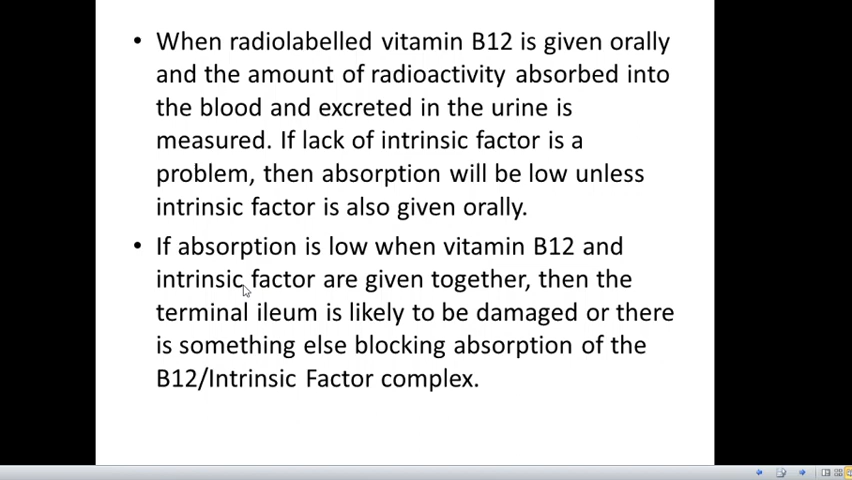 • When radiolabelled vitamin B12 is given orally
and the amount of radioactivity absorbed into
the blood and excreted in the urine is
measured. If lack of intrinsic factor is a
problem, then absorption will be low unless
intrinsic factor is also given orally.
• If absorption is low when vitamin B12 and
intrinsic factor are given together, then the
terminal ileum is likely to be damaged or there
is something else blocking absorption of the
B12/Intrinsic Factor complex.